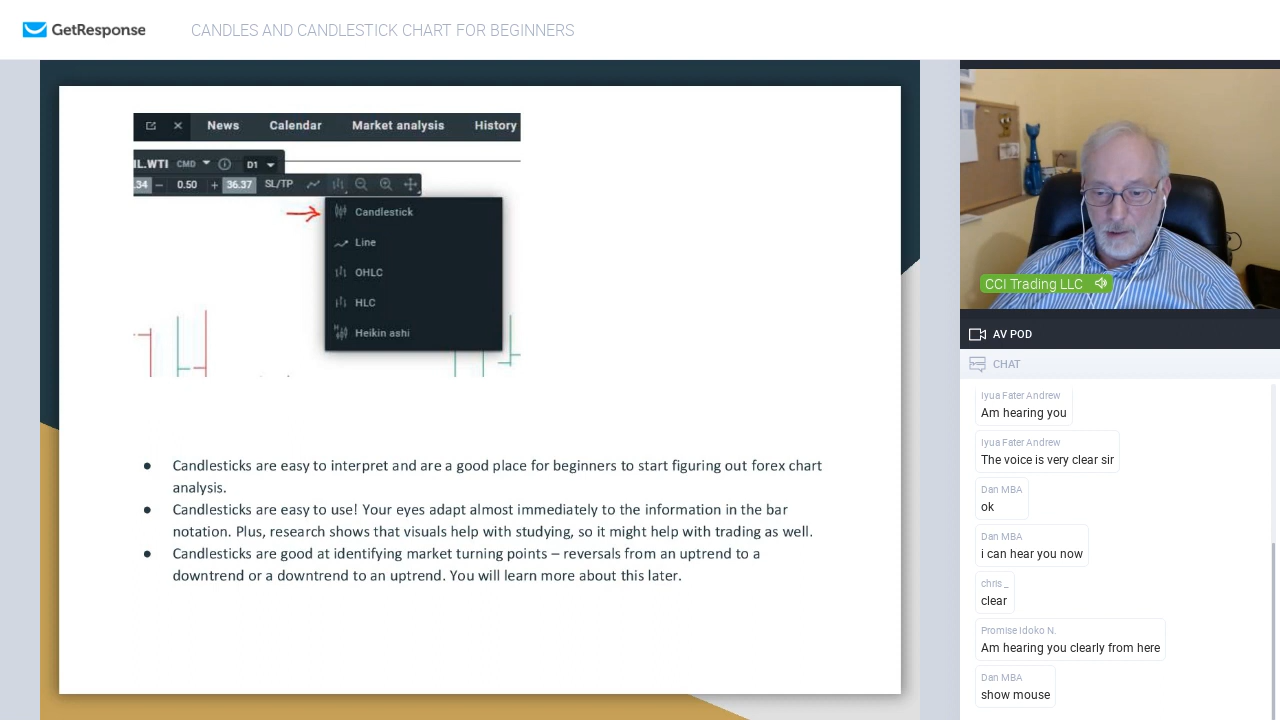 GetResponse
CANDLES AND CANDLESTICK CHART FOR BEGINNERS
News Calendar Market analysis History
IL.WTI CMD D1
.34 − 0.50 + 36.37 SL/TP
Candlestick
Line
OHLC
HLC
Heikin ashi
● Candlesticks are easy to interpret and are a good place for beginners to start figuring out forex chart
analysis.
● Candlesticks are easy to use! Your eyes adapt almost immediately to the information in the bar
notation. Plus, research shows that visuals help with studying, so it might help with trading as well.
● Candlesticks are good at identifying market turning points – reversals from an uptrend to a
downtrend or a downtrend to an uptrend. You will learn more about this later.
CCI Trading LLC
AV POD
CHAT
Iyua Fater Andrew
Am hearing you
Iyua Fater Andrew
The voice is very clear sir
Dan MBA
ok
Dan MBA
i can hear you now
chris _
clear
Promise Idoko N.
Am hearing you clearly from here
Dan MBA
show mouse